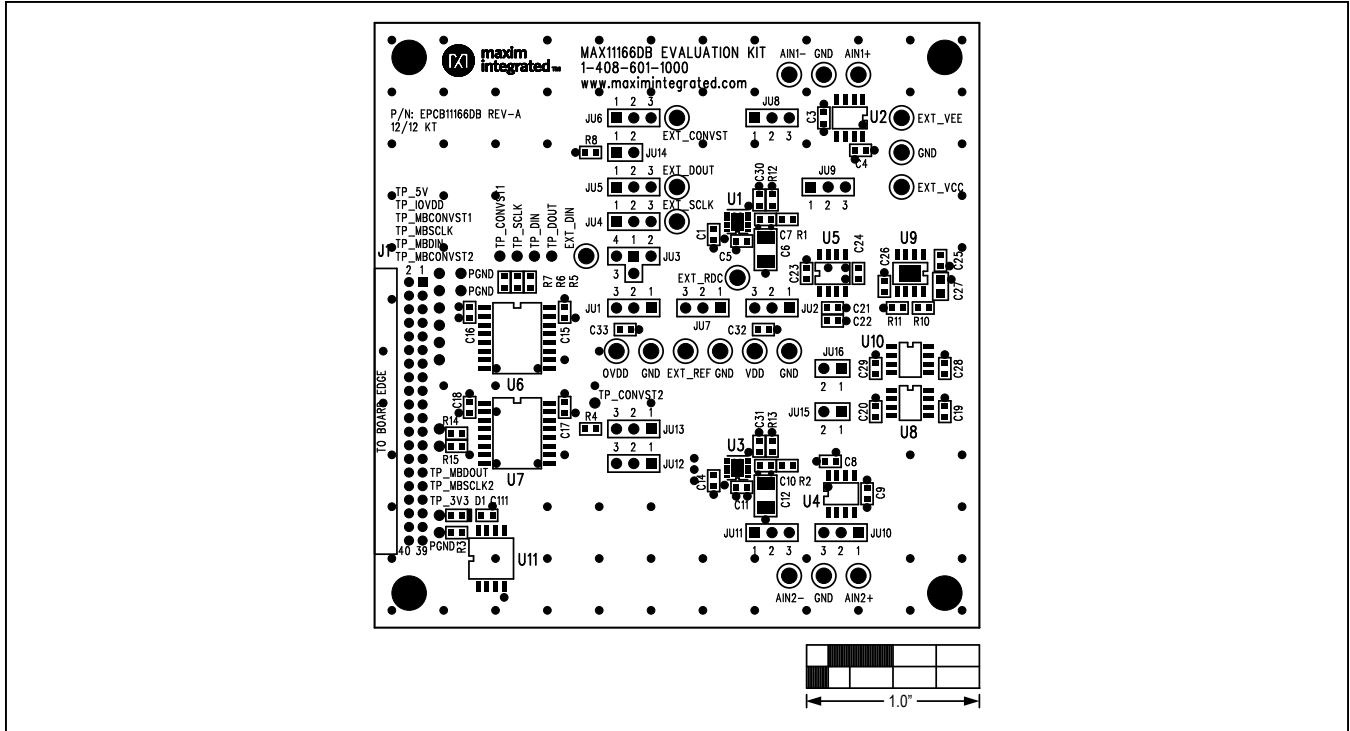 maxim
integrated™
MAX11166DB EVALUATION KIT
1-408-601-1000
www.maximintegrated.com
AIN1- GND AIN1+
P/N: EPCB11166DB REV-A
12/12 KT
1 2 3
JU6
EXT_CONVST
JU8
1 2 3
C3
U2
EXT_VEE
R8
1 2
JU14
C4
GND
1 2 3
JU5
EXT_DOUT
C30
R12
JU9
1 2 3
EXT_VCC
TP_5V
TP_IOVDD
TP_MBCONVST1
TP_MBSCLK
TP_MBDIN
TP_MBCONVST2
TP_CONVST1
TP_SCLK
TP_DIN
TP_DOUT
EXT_DIN
1 2 3
JU4
EXT_SCLK
U1
C1
C5
C7 R1
C6
4 1 2
JU3
3
EXT_RDC
C23
U5
C24
U9
C26
C25
C27
J1
2 1
PGND
PGND
R7
R6
R5
3 2 1
JU1
3 2 1
JU7
3 2 1
JU2
C21
C22
R11 R10
C16
C15
U6
C33
C32
OVDD GND EXT_REF GND VDD GND
JU16
2 1
U10
C29
C28
TO BOARD EDGE
C18
C17
U7
TP_CONVST2
R4
3 2 1
JU13
3 2 1
JU12
C31
R13
JU15
2 1
C20
C19
U8
R14
R15
TP_MBDOUT
TP_MBSCLK2
TP_3V3 D1 C111
U3
C14
C11
C10 R2
C12
C8
U4
C9
40 39
PGND
R3
U11
JU11
1 2 3
JU10
3 2 1
AIN2- GND AIN2+
1.0"